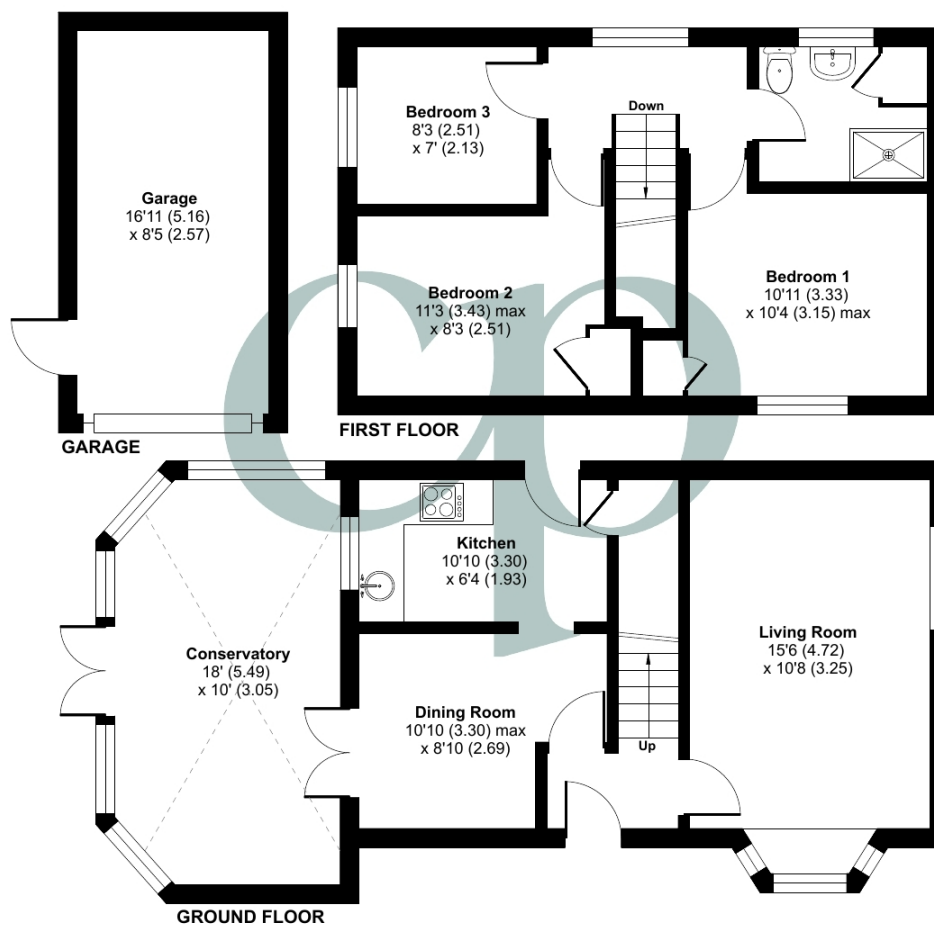 Garage
16'11 (5.16)
x 8'5 (2.57)
GARAGE
Bedroom 3
8'3 (2.51)
x 7' (2.13)
Down
Bedroom 2
11'3 (3.43) max
x 8'3 (2.51)
Bedroom 1
10'11 (3.33)
x 10'4 (3.15) max
FIRST FLOOR
cp
Kitchen
10'10 (3.30)
x 6'4 (1.93)
Conservatory
18' (5.49)
x 10' (3.05)
Dining Room
10'10 (3.30) max
x 8'10 (2.69)
Up
Living Room
15'6 (4.72)
x 10'8 (3.25)
GROUND FLOOR